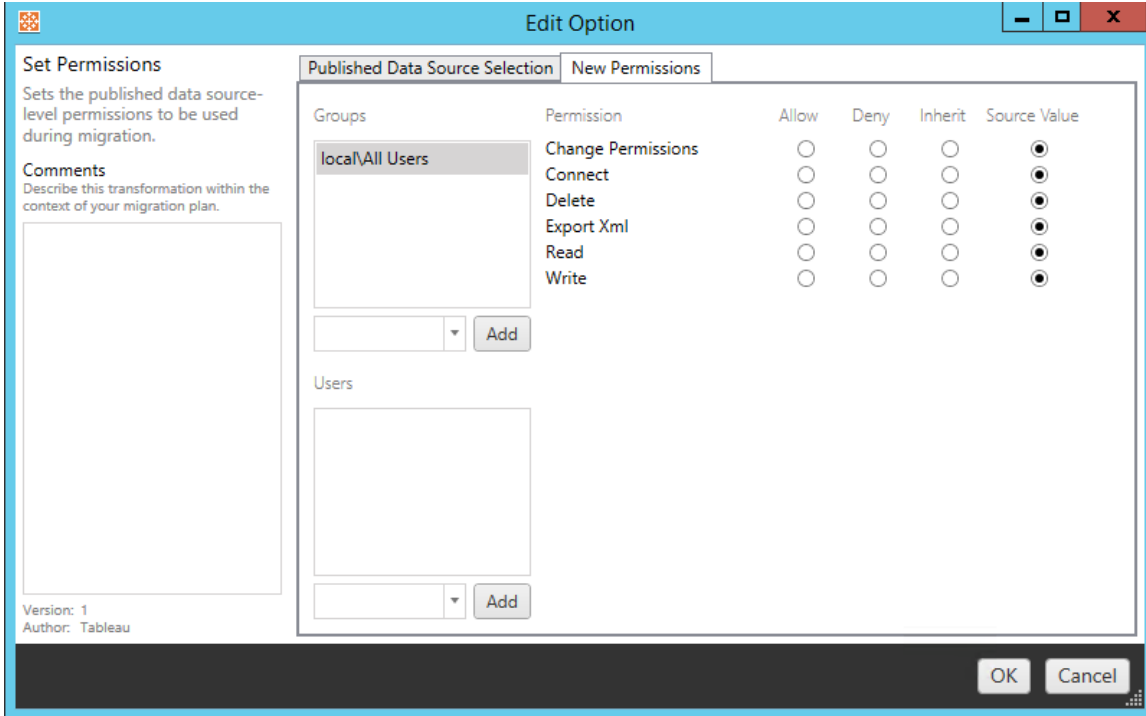 Edit Option
Set Permissions
Sets the published data source-
level permissions to be used
during migration.
Comments
Describe this transformation within the
context of your migration plan.
Version: 1
Author: Tableau
Published Data Source Selection
New Permissions
Groups
local\All Users
Add
Users
Add
Permission Allow Deny Inherit Source Value
Change Permissions
Connect
Delete
Export Xml
Read
Write
OK
Cancel